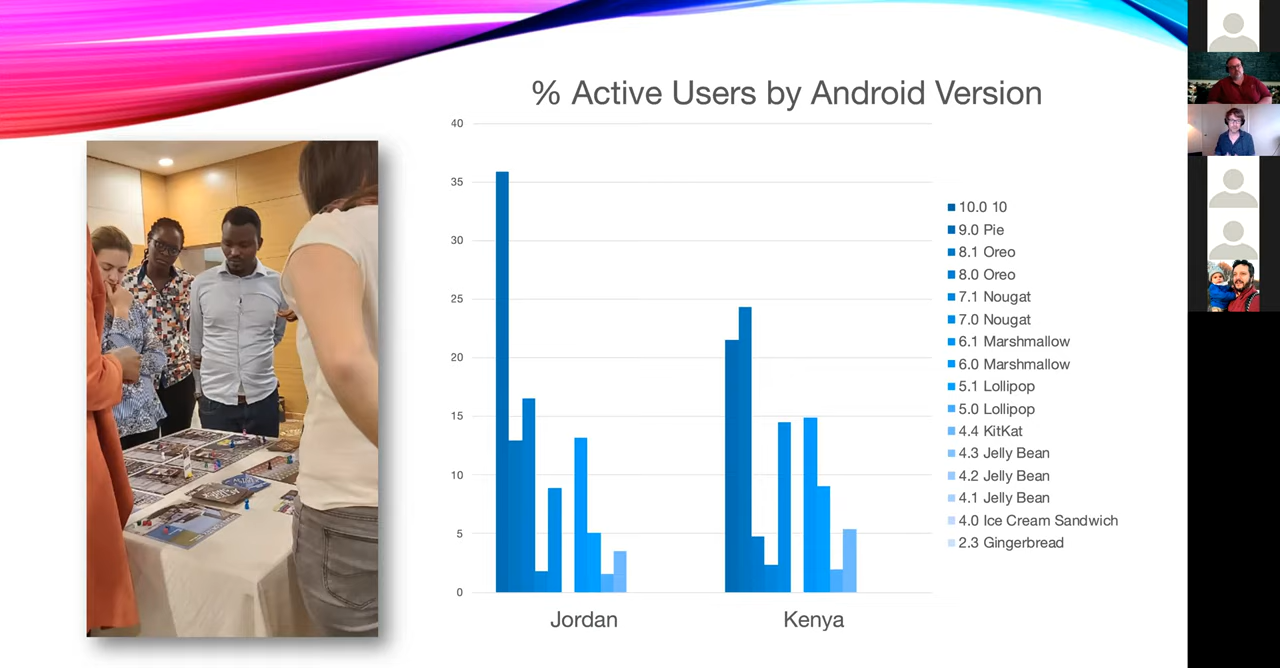 % Active Users by Android Version
40
35
30
25
20
15
10
5
0
Jordan
Kenya
10.0 10
9.0 Pie
8.1 Oreo
8.0 Oreo
7.1 Nougat
7.0 Nougat
6.1 Marshmallow
6.0 Marshmallow
5.1 Lollipop
5.0 Lollipop
4.4 KitKat
4.3 Jelly Bean
4.2 Jelly Bean
4.1 Jelly Bean
4.0 Ice Cream Sandwich
2.3 Gingerbread